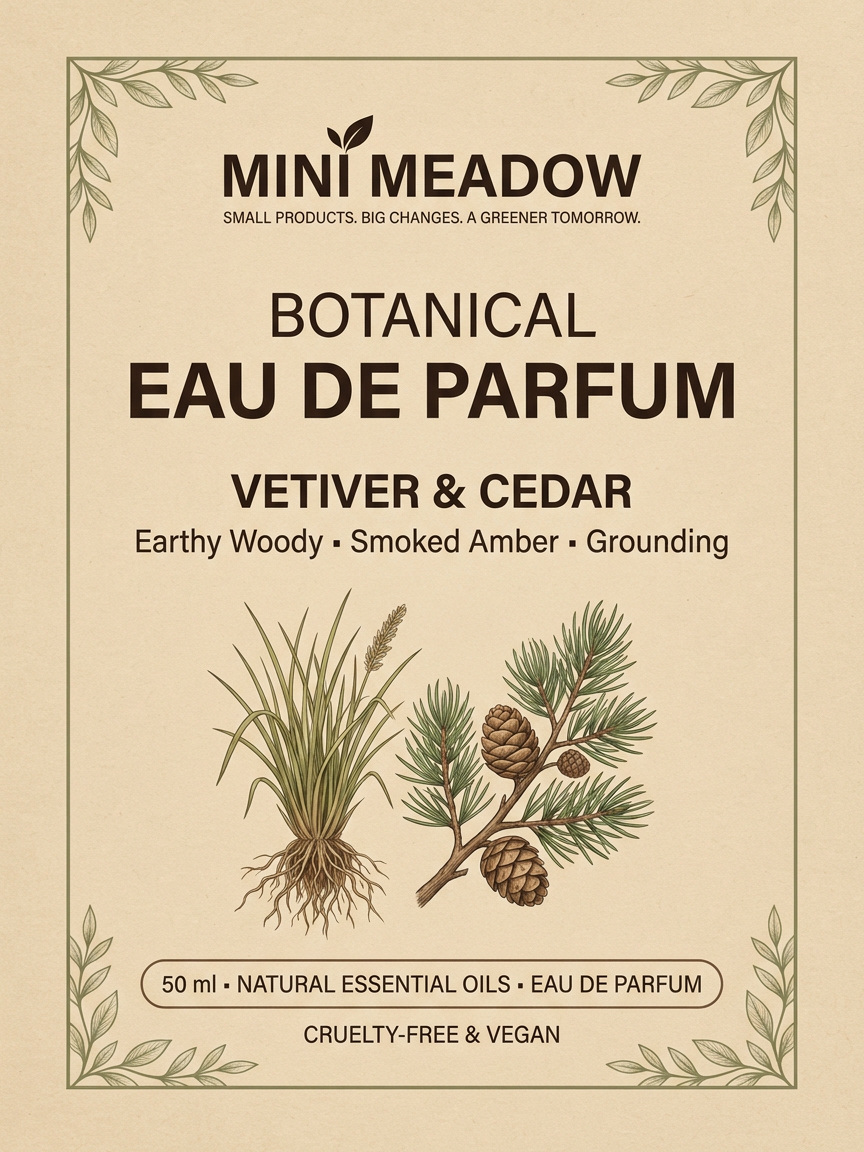 MINI MEADOW
SMALL PRODUCTS. BIG CHANGES. A GREENER TOMORROW.
BOTANICAL
EAU DE PARFUM
VETIVER & CEDAR
Earthy Woody ▪ Smoked Amber ▪ Grounding
50 ml ▪ NATURAL ESSENTIAL OILS ▪ EAU DE PARFUM
CRUELTY-FREE & VEGAN